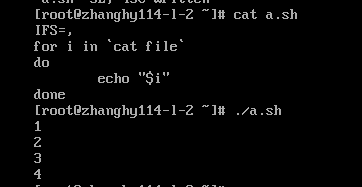 [root@zhanghy114-l-2 ~]# cat a.sh
IFS=,
for i in `cat file`
do
        echo "$i"
done
[root@zhanghy114-l-2 ~]# ./a.sh
1
2
3
4